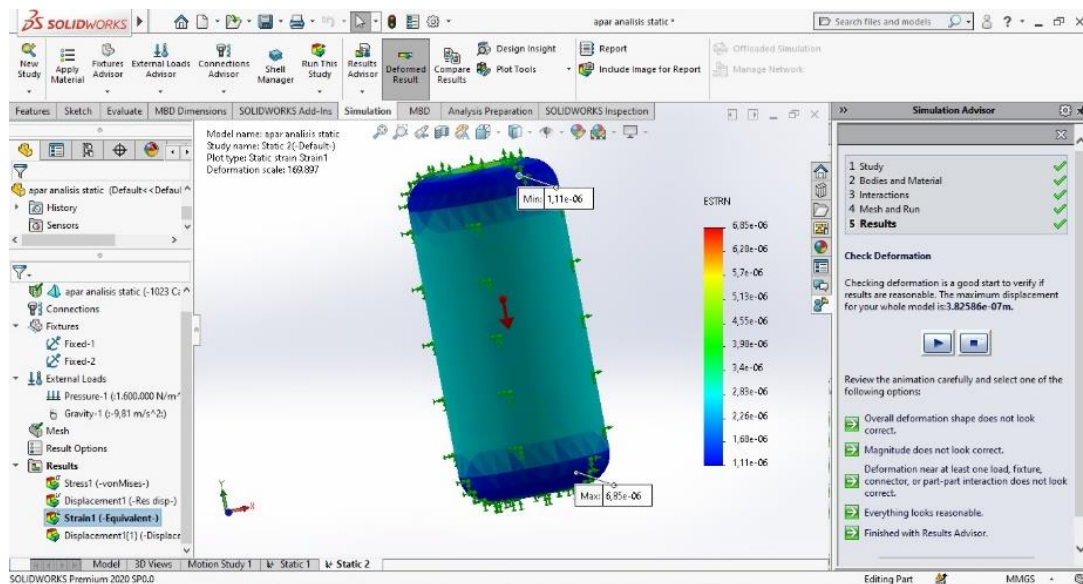 SOLIDWORKS
apar analisis static *
Search files and models
New Study
Apply Material
Fixtures Advisor
External Loads Advisor
Connections Advisor
Shell Manager
Run This Study
Results Advisor
Deformed Result
Compare Results
Design Insight
Plot Tools
Report
Include Image for Report
Offloaded Simulation
Manage Network
Features Sketch Evaluate MBD Dimensions SOLIDWORKS Add-Ins Simulation MBD Analysis Preparation SOLIDWORKS Inspection
apar analisis static (Default<<Defaul
History
Sensors
apar analisis static (-1023 Ca
Connections
Fixtures
Fixed-1
Fixed-2
External Loads
Pressure-1 (:1.600.000 N/m^
Gravity-1 (:-9,81 m/s^2:)
Mesh
Result Options
Results
Stress1 (-vonMises-)
Displacement1 (-Res disp-)
Strain1 (-Equivalent-)
Displacement1[1] (-Displace
Model name: apar analisis static
Study name: Static 2(-Default-)
Plot type: Static strain Strain1
Deformation scale: 169.897
Min: 1,11e-06
Max: 6,85e-06
ESTRN
6,85e-06
6,28e-06
5,7e-06
5,13e-06
4,55e-06
3,98e-06
3,4e-06
2,83e-06
2,26e-06
1,68e-06
1,11e-06
Simulation Advisor
1 Study
2 Bodies and Material
3 Interactions
4 Mesh and Run
5 Results
Check Deformation
Checking deformation is a good start to verify if
results are reasonable. The maximum displacement
for your whole model is:3.82586e-07m.
Review the animation carefully and select one of the
following options:
Overall deformation shape does not look
correct.
Magnitude does not look correct.
Deformation near at least one load, fixture,
connector, or part-part interaction does not look
correct.
Everything looks reasonable.
Finished with Results Advisor.
Model 3D Views Motion Study 1 Static 1 Static 2
SOLIDWORKS Premium 2020 SP0.0
Editing Part MMGS